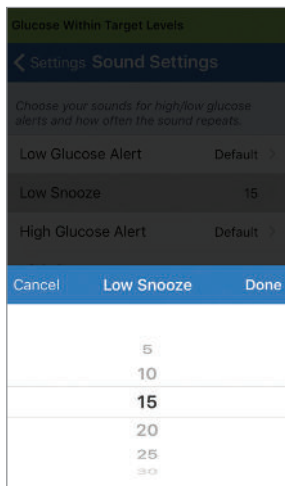 Glucose Within Target Levels
Settings Sound Settings
Choose your sounds for high/low glucose
alerts and how often the sound repeats.
Low Glucose Alert Default
Low Snooze 15
High Glucose Alert Default
Cancel Low Snooze Done
5
10
15
20
25
30